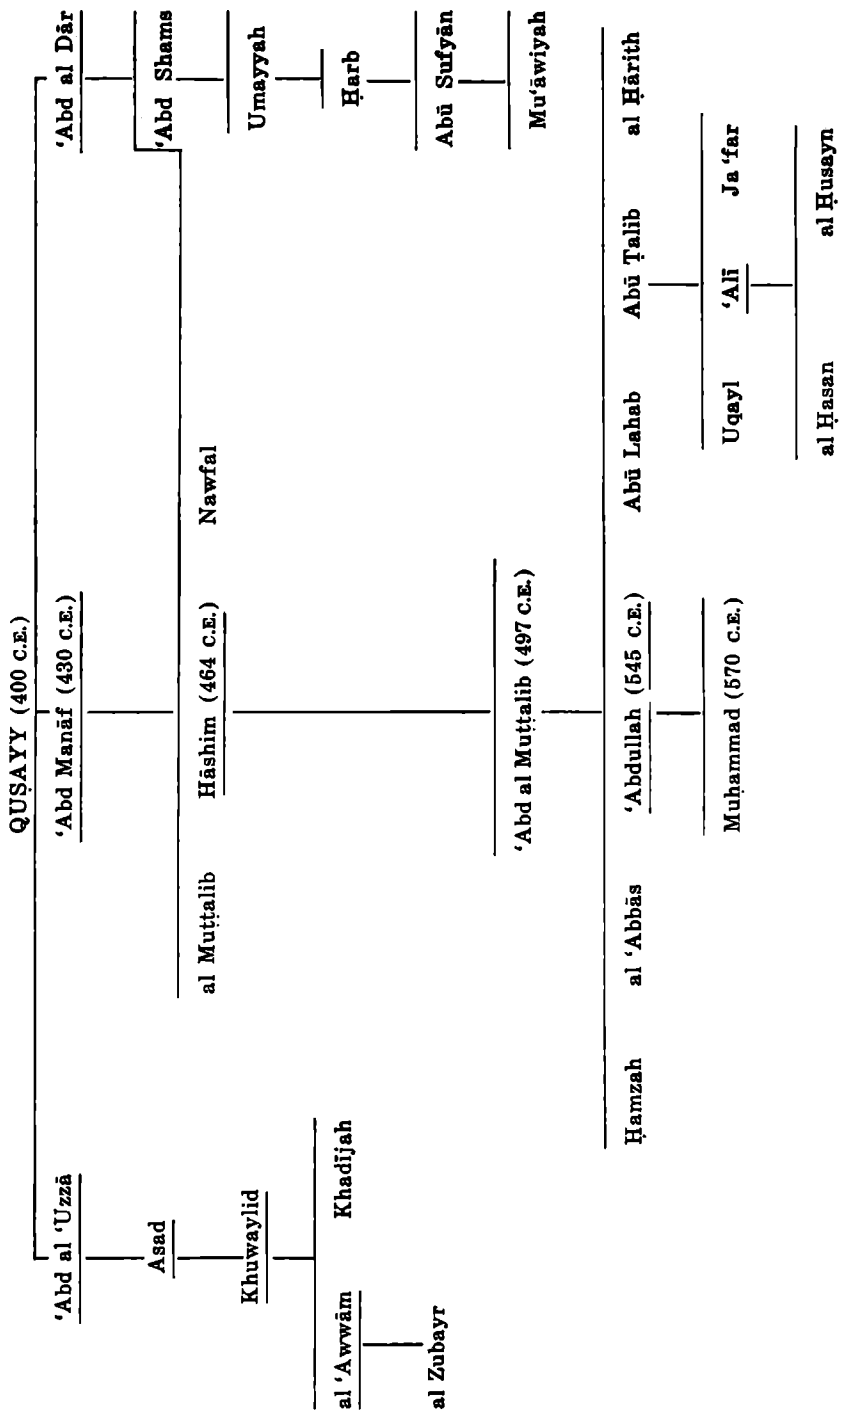 QUṢAYY (400 C.E.)
‘Abd al ‘Uzzā
‘Abd Manāf (430 C.E.)
‘Abd al Dār
Asad
‘Abd Shams
al Muṭṭalib
Hāshim (464 C.E.)
Nawfal
Khuwaylid
Umayyah
al ‘Awwām
Khadījah
Ḥarb
al Zubayr
Abū Sufyān
‘Abd al Muṭṭalib (497 C.E.)
Mu‘āwiyah
Ḥamzah
al ‘Abbās
‘Abdullah (545 C.E.)
Abū Lahab
Abū Ṭalib
al Ḥārith
Muḥammad (570 C.E.)
Uqayl
‘Alī
Ja‘far
al Ḥasan
al Ḥusayn